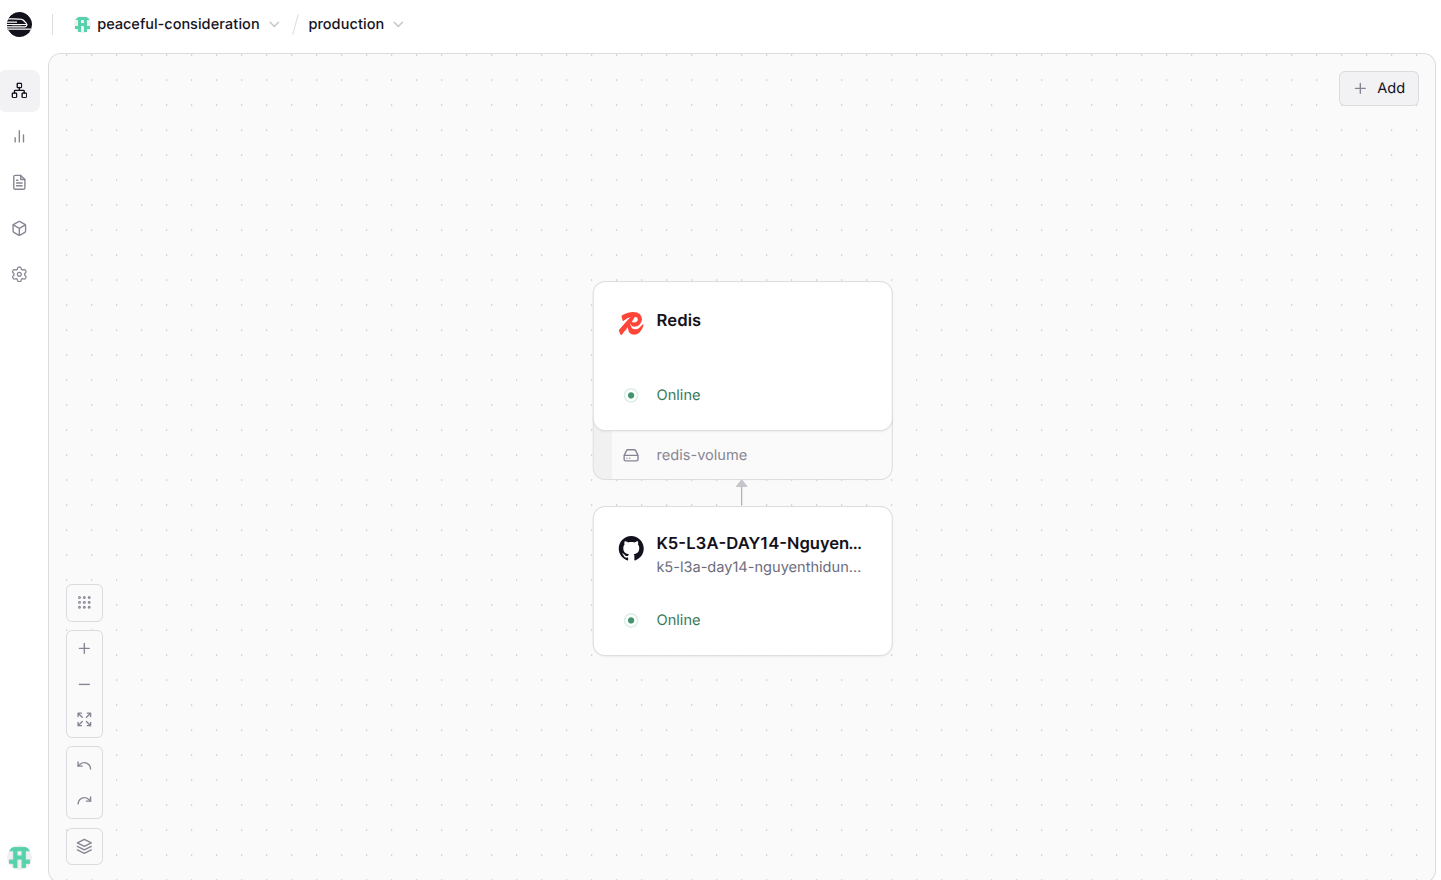 peaceful-consideration / production
Add
Redis
Online
redis-volume
K5-L3A-DAY14-Nguyen...
k5-l3a-day14-nguyenthidun...
Online